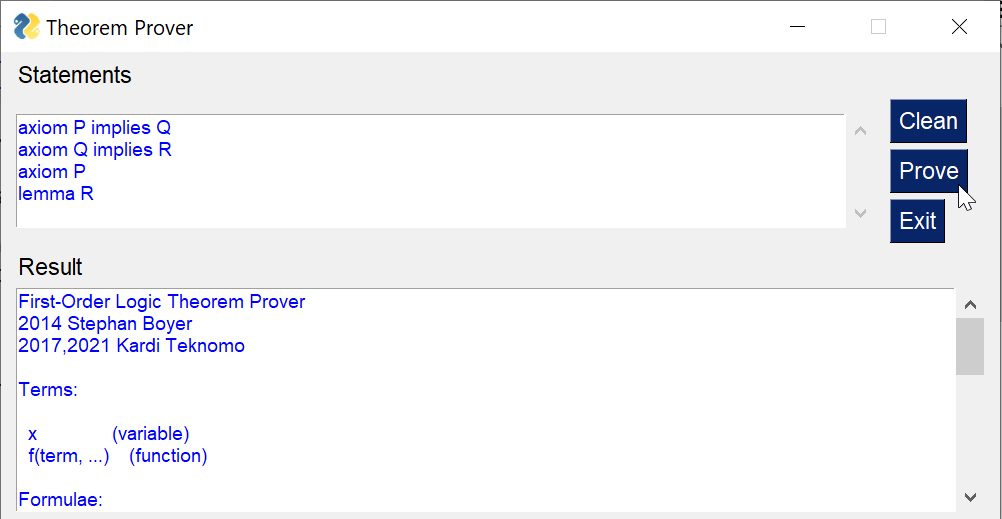 Theorem Prover
Statements
axiom P implies Q
axiom Q implies R
axiom P
lemma R
Clean
Prove
Exit
Result
First-Order Logic Theorem Prover
2014 Stephan Boyer
2017,2021 Kardi Teknomo
Terms:
x (variable)
f(term, ...) (function)
Formulae: